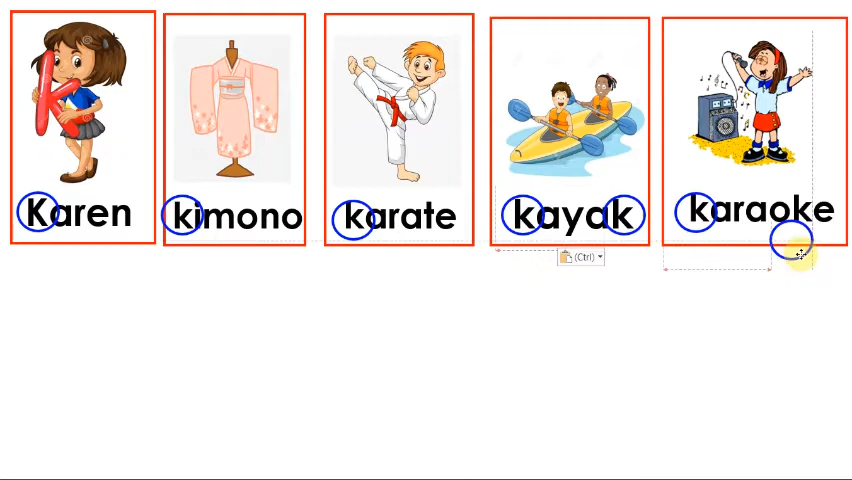 Karen
kimono
karate
kayak
karaoke
(Ctrl)